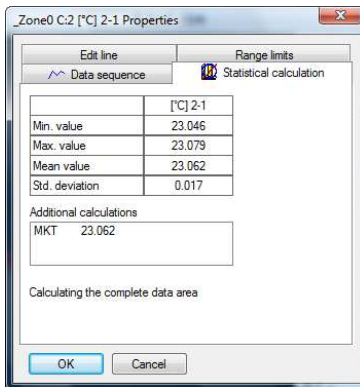 _Zone0 C:2 [°C] 2-1 Properties
Edit line Range limits
Data sequence Statistical calculation
[°C] 2-1
Min. value 23.046
Max. value 23.079
Mean value 23.062
Std. deviation 0.017
Additional calculations
MKT 23.062
Calculating the complete data area
OK Cancel